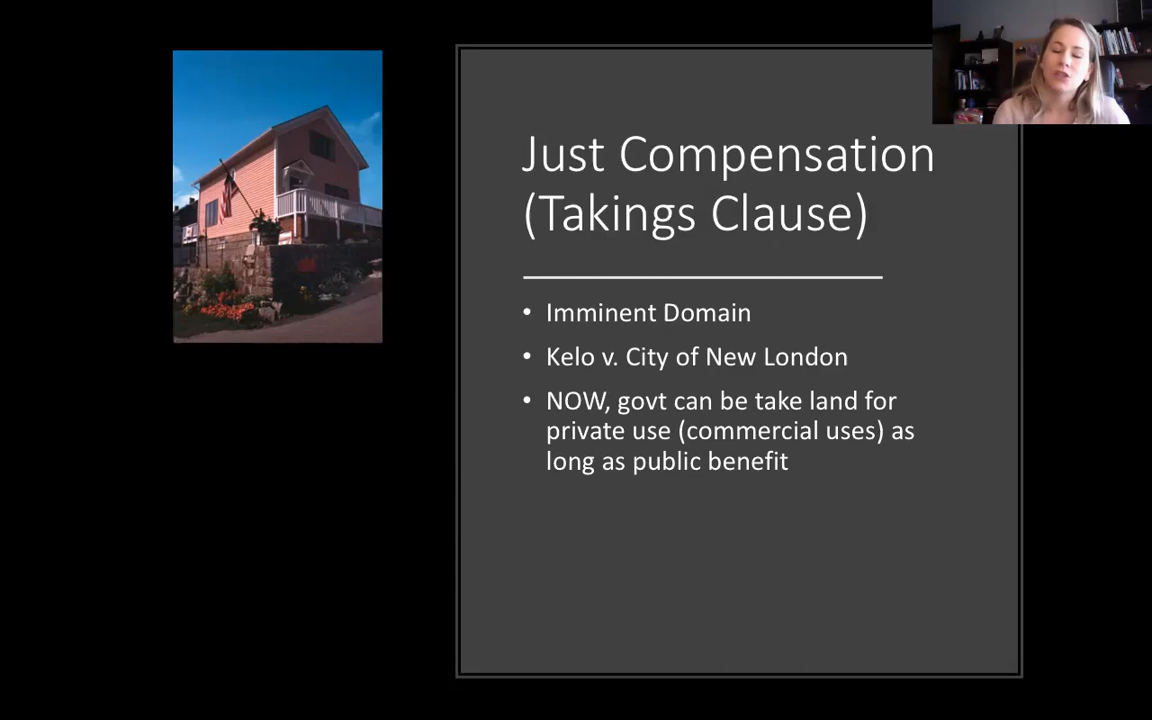 Just Compensation
(Takings Clause)
• Imminent Domain
• Kelo v. City of New London
• NOW, govt can be take land for
private use (commercial uses) as
long as public benefit